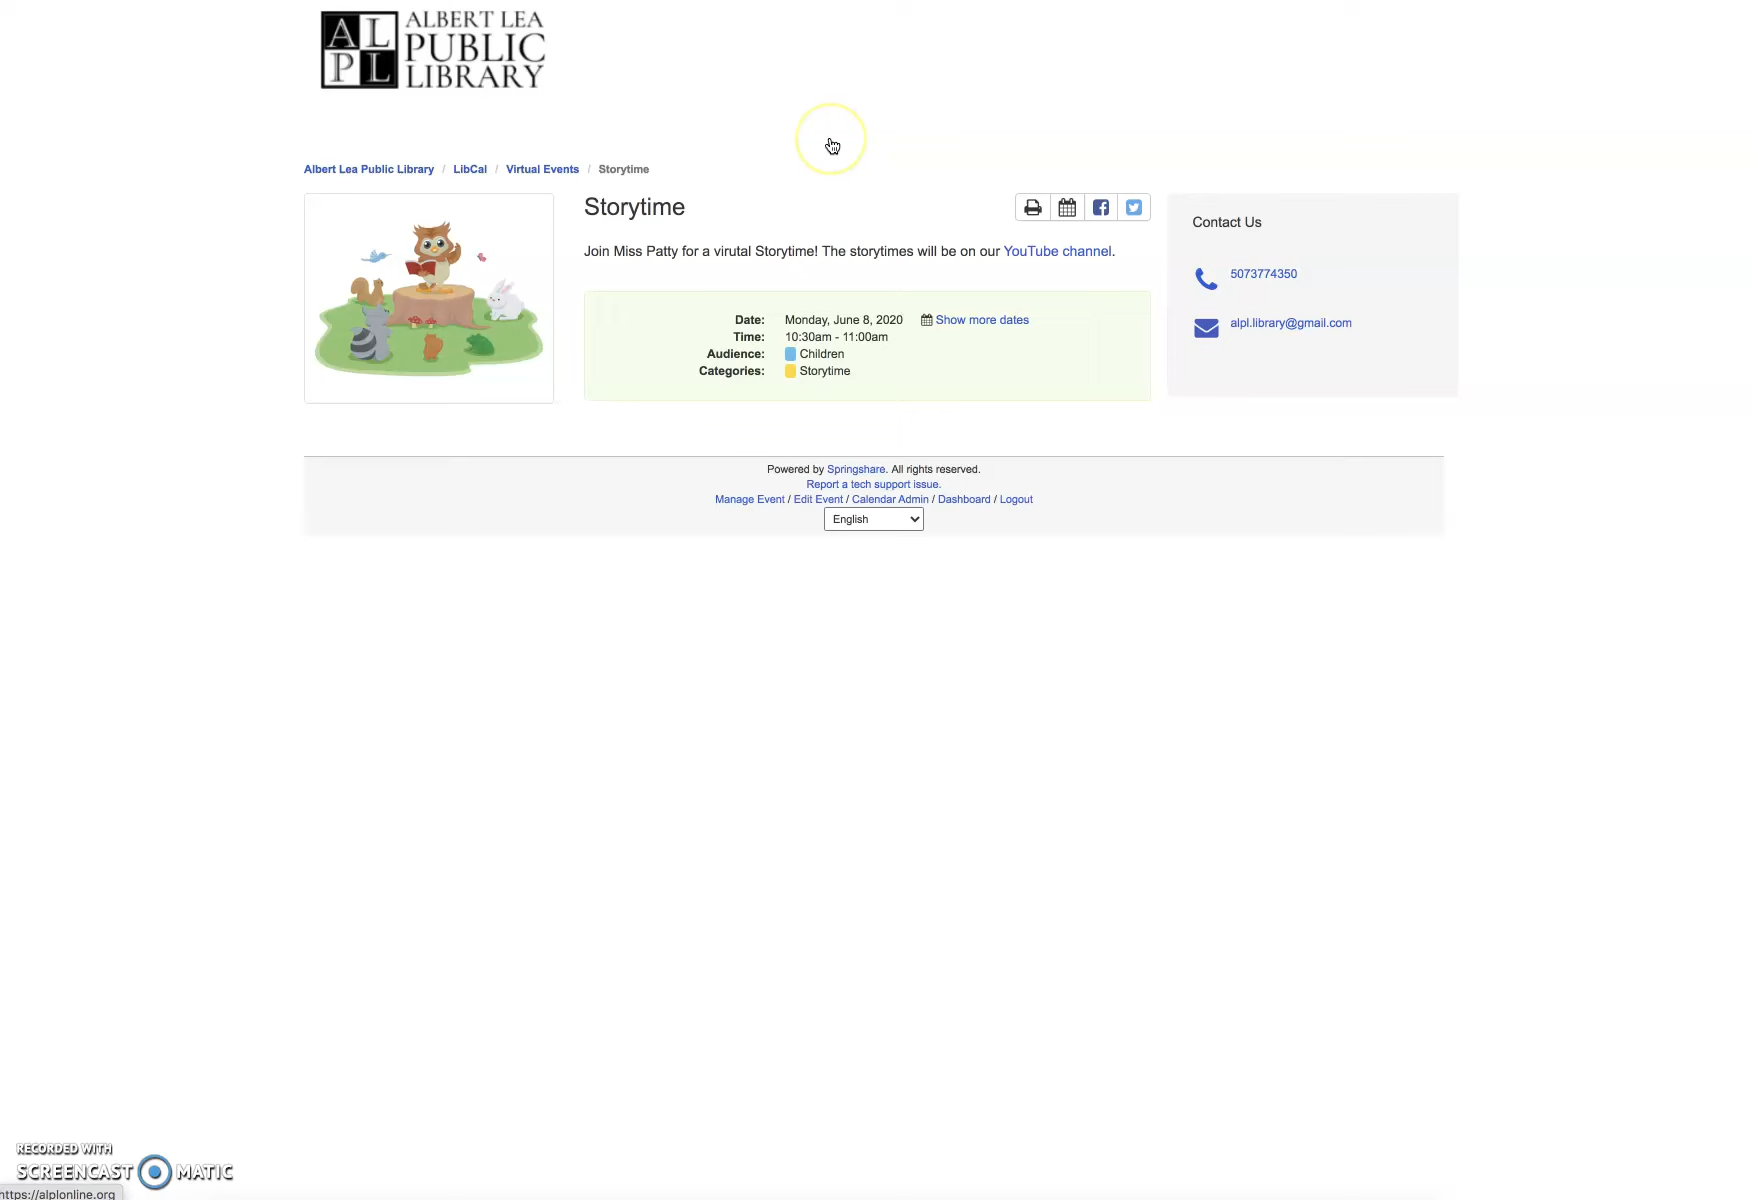 AL
PL
ALBERT LEA
PUBLIC
LIBRARY
Albert Lea Public Library / LibCal / Virtual Events / Storytime
Storytime
Join Miss Patty for a virutal Storytime! The storytimes will be on our YouTube channel.
Date: Monday, June 8, 2020 Show more dates
Time: 10:30am - 11:00am
Audience: Children
Categories: Storytime
Contact Us
5073774350
alpl.library@gmail.com
Powered by Springshare. All rights reserved.
Report a tech support issue.
Manage Event / Edit Event / Calendar Admin / Dashboard / Logout
English
RECORDED WITH
SCREENCAST MATIC
https://alplonline.org